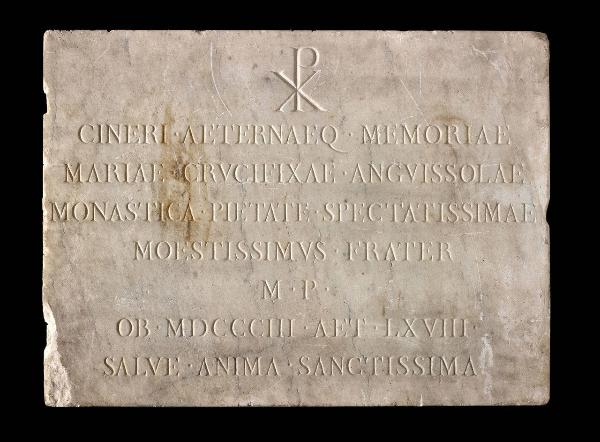 ☧
CINERI · AETERNAEQ · MEMORIAE
MARIAE · CRVCIFIXAE · ANGVISSOLAE
MONASTICA · PIETATE · SPECTATISSIMAE
MOESTISSIMVS · FRATER
M · P ·
OB · MDCCCIII · AET · LXVIII ·
SALVE · ANIMA · SANCTISSIMA